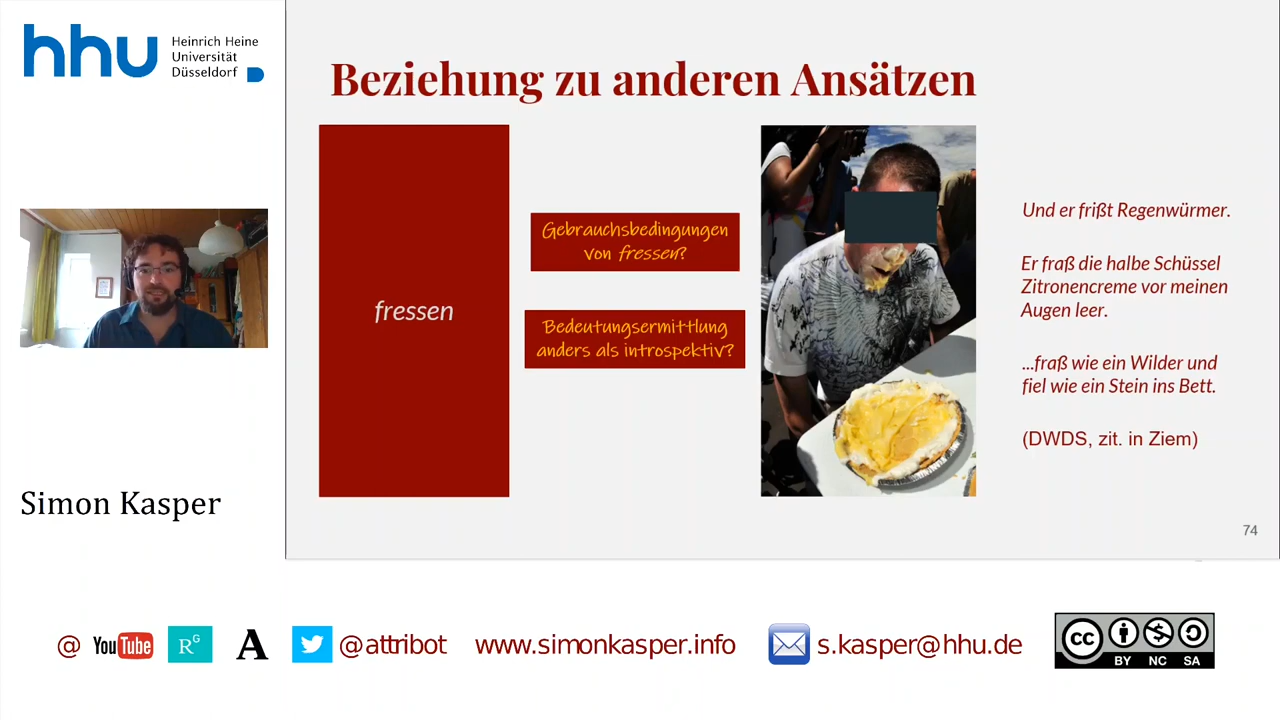 hhu
Heinrich Heine
Universität
Düsseldorf
Beziehung zu anderen Ansätzen
fressen
Gebrauchsbedingungen
von fressen?
Bedeutungsermittlung
anders als introspektiv?
Und er frißt Regenwürmer.
Er fraß die halbe Schüssel
Zitronencreme vor meinen
Augen leer.
...fraß wie ein Wilder und
fiel wie ein Stein ins Bett.
(DWDS, zit. in Ziem)
Simon Kasper
74
@ YouTube RG A @attribot www.simonkasper.info s.kasper@hhu.de
cc
BY NC SA